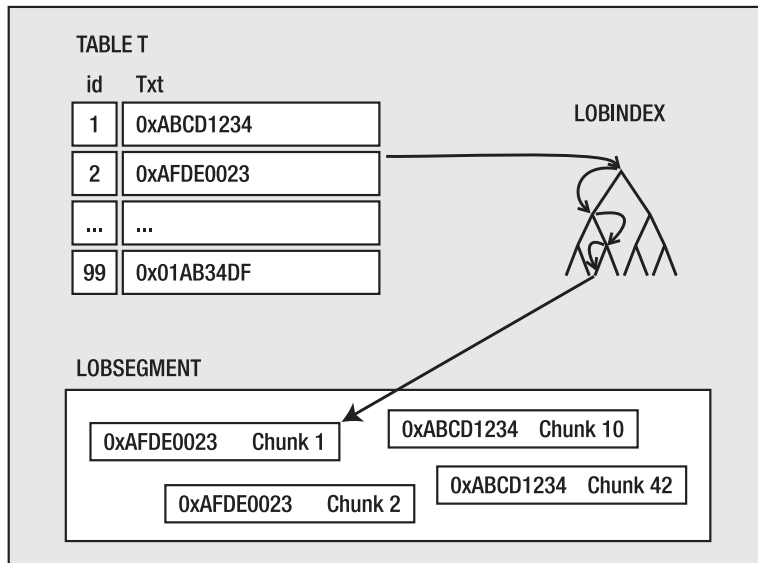 TABLE T
id Txt
1 0xABCD1234
LOBINDEX
2 0xAFDE0023
... ...
99 0x01AB34DF
LOBSEGMENT
0xAFDE0023 Chunk 1
0xABCD1234 Chunk 10
0xAFDE0023 Chunk 2
0xABCD1234 Chunk 42